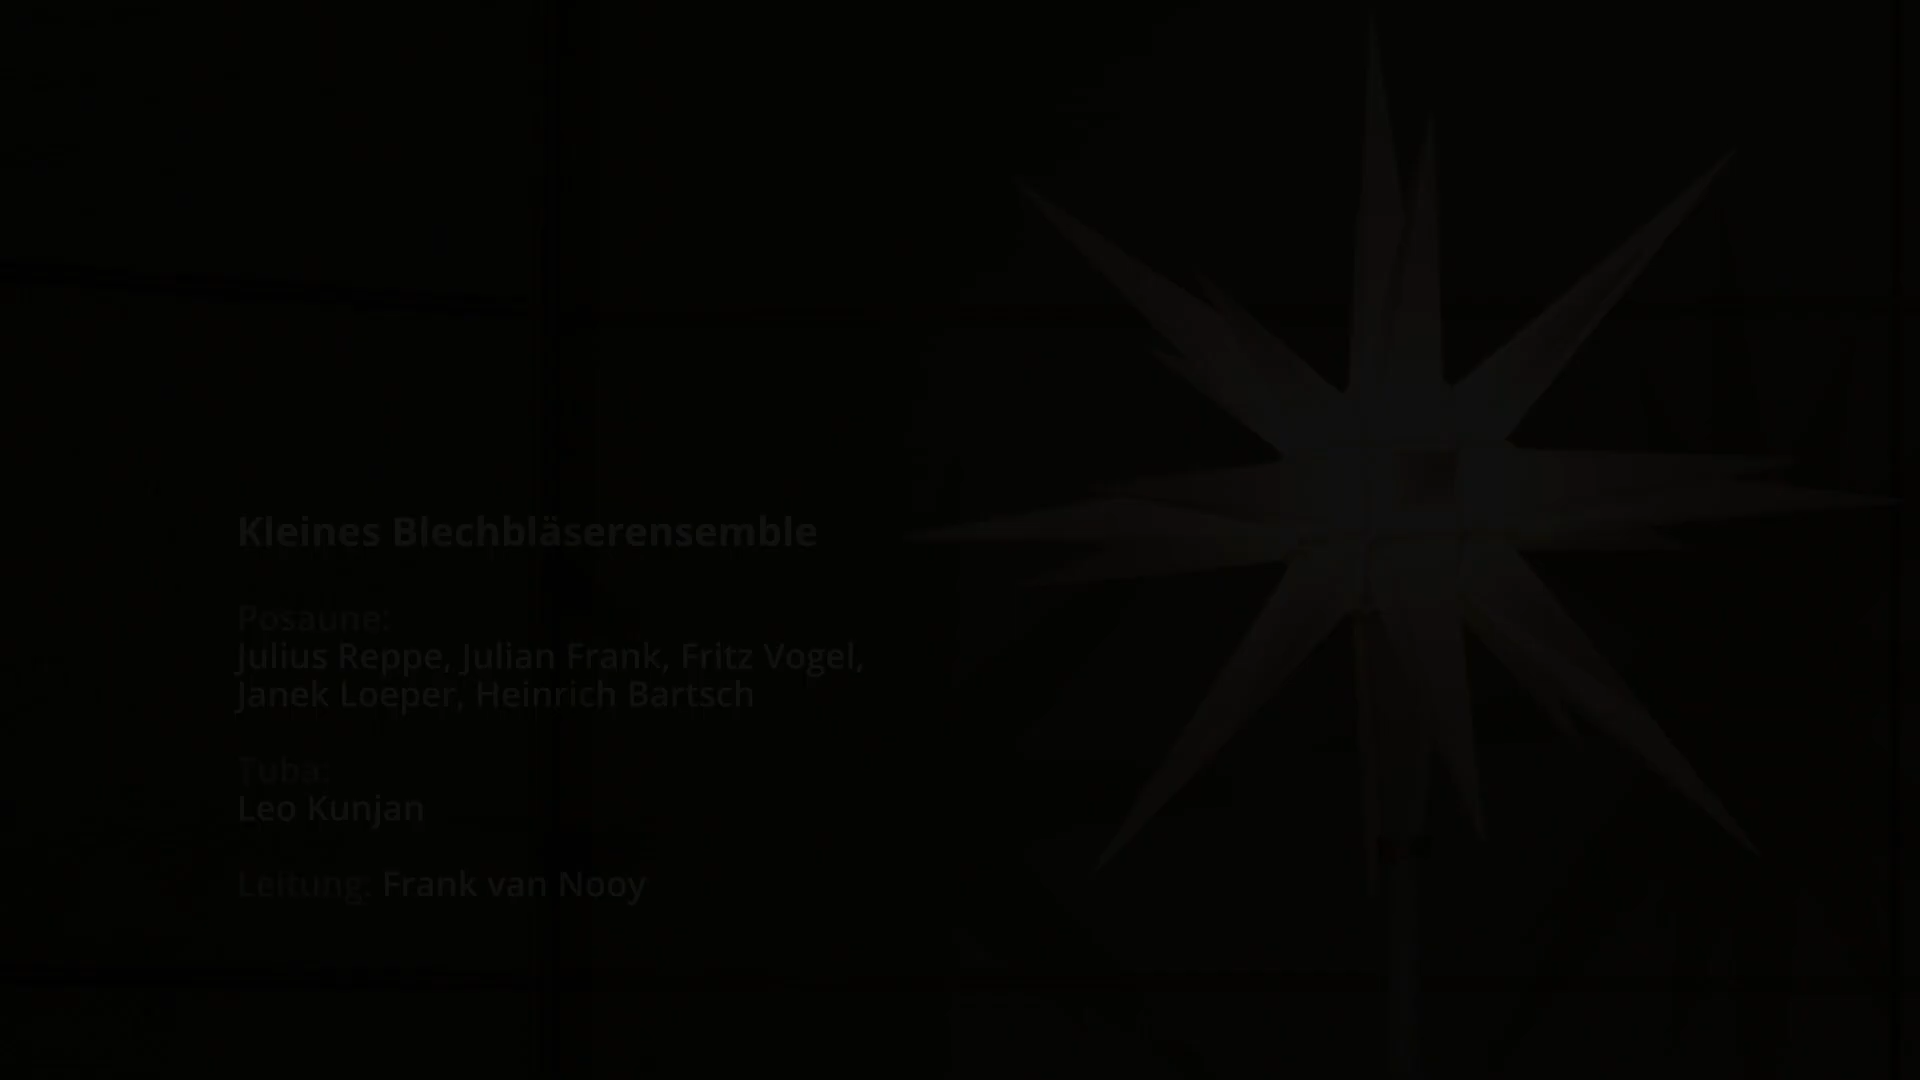 Kleines Blechbläserensemble
Posaune:
Julius Reppe, Julian Frank, Fritz Vogel,
Janek Loeper, Heinrich Bartsch
Tuba:
Leo Kunjan
Leitung: Frank van Nooy